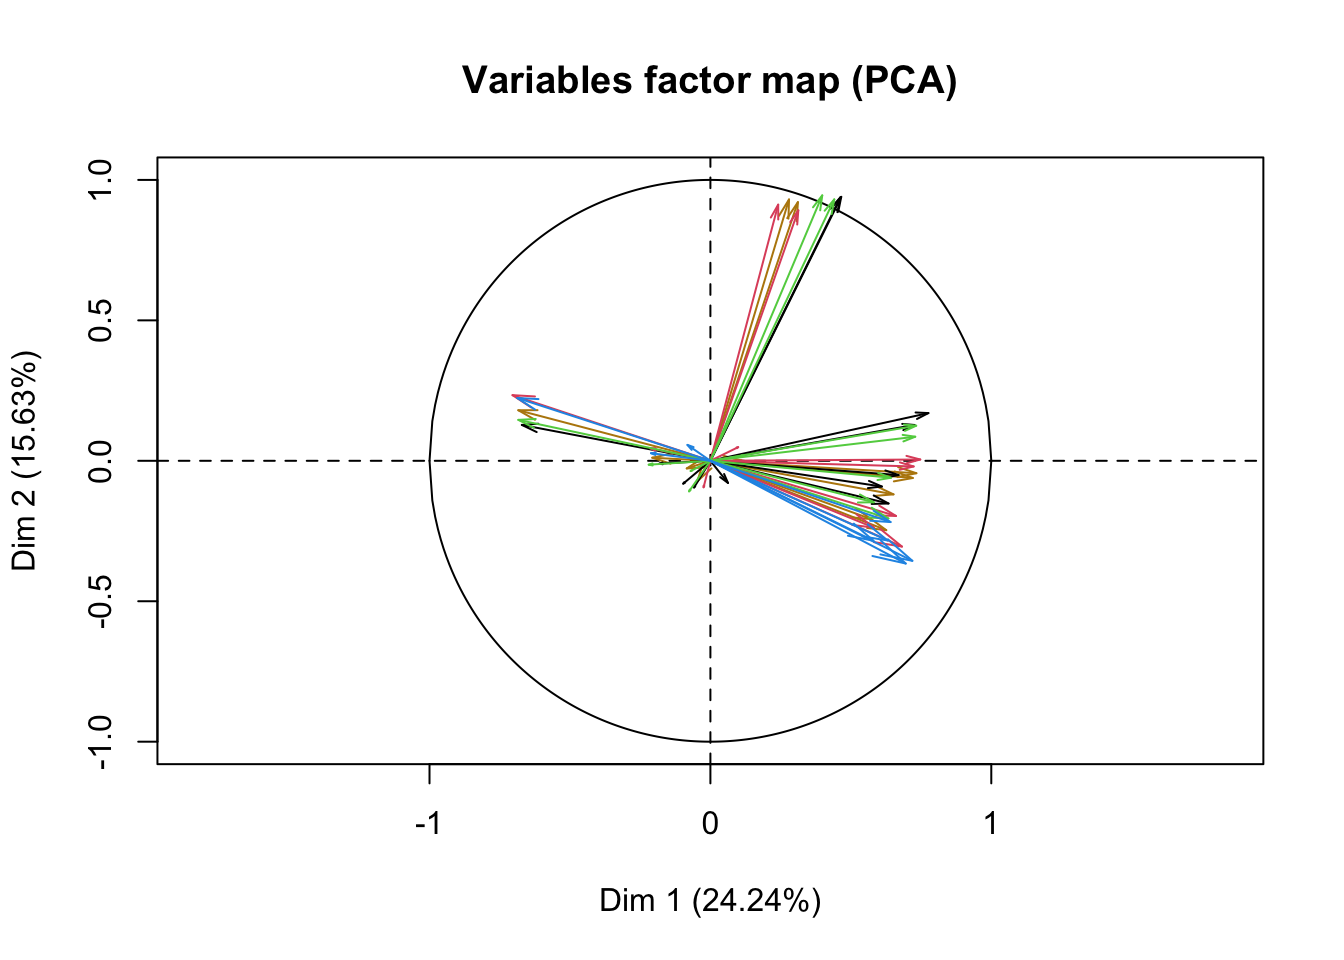 Variables factor map (PCA)
1.0
0.5
0.0
-0.5
-1.0
Dim 2 (15.63%)
-1
0
1
Dim 1 (24.24%)